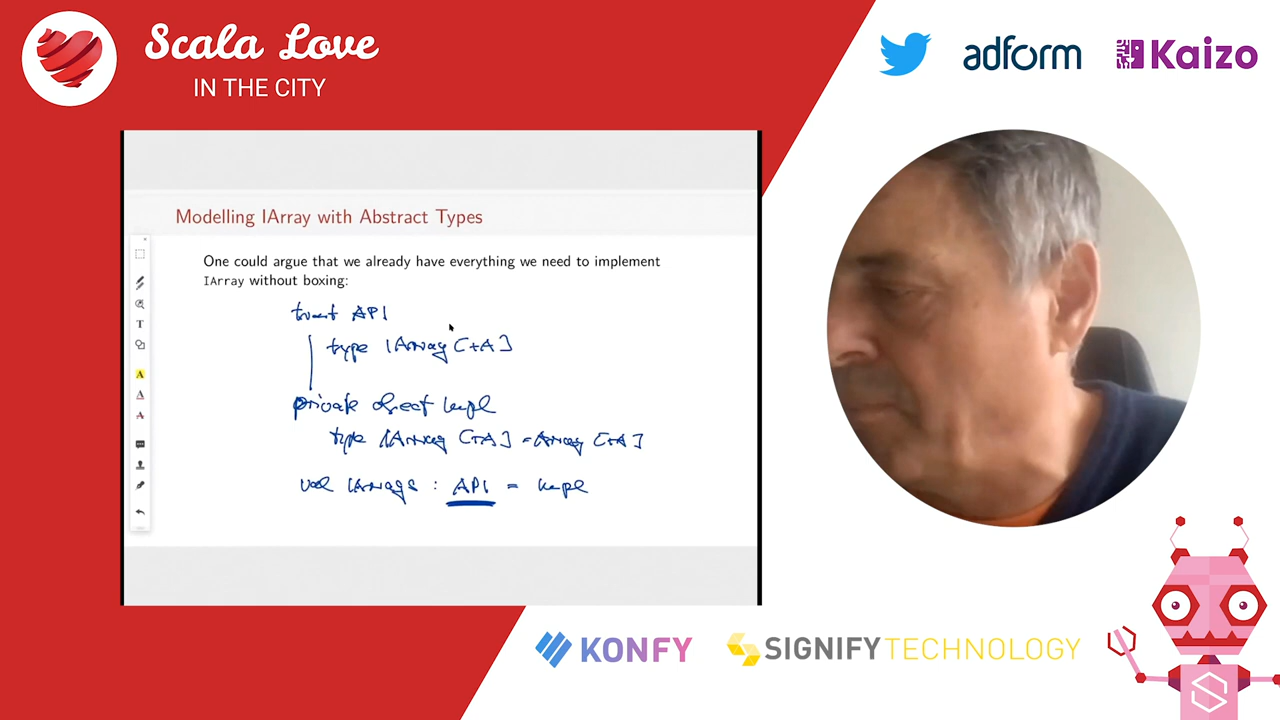 Scala Love
IN THE CITY
adform
Kaizo
Modelling IArray with Abstract Types
One could argue that we already have everything we need to implement
IArray without boxing:
trait API
type IArray [+A]
private object Impl
type IArray [+A] = Array [+A]
val IArrays : API = Impl
KONFY
SIGNIFYTECHNOLOGY